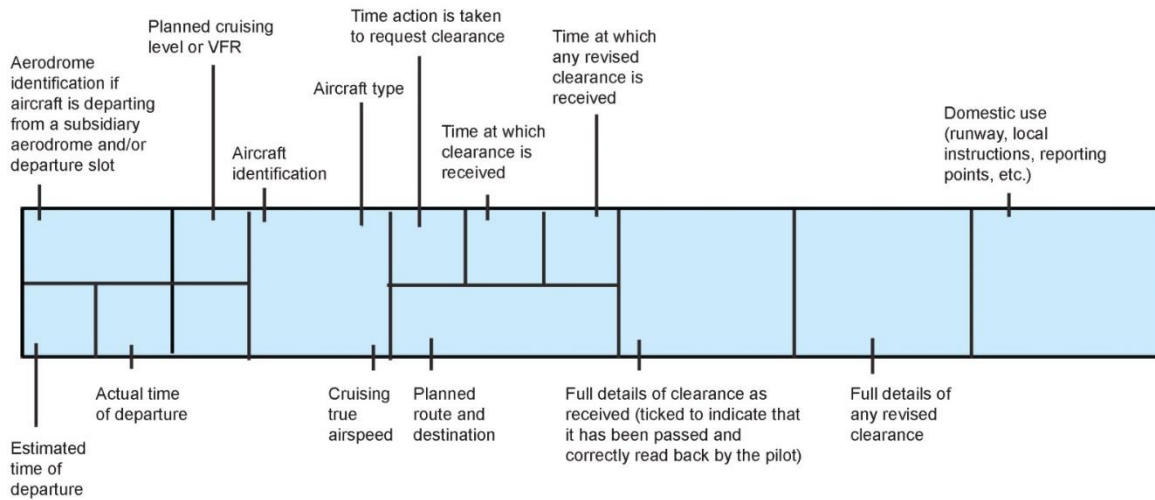 Aerodrome
identification if
aircraft is departing
from a subsidiary
aerodrome and/or
departure slot
Planned cruising
level or VFR
Aircraft
identification
Aircraft type
Time action is taken
to request clearance
Time at which
clearance is
received
Time at which
any revised
clearance is
received
Domestic use
(runway, local
instructions, reporting
points, etc.)
Estimated
time of
departure
Actual time
of departure
Cruising
true
airspeed
Planned
route and
destination
Full details of clearance as
received (ticked to indicate that
it has been passed and
correctly read back by the pilot)
Full details of
any revised
clearance